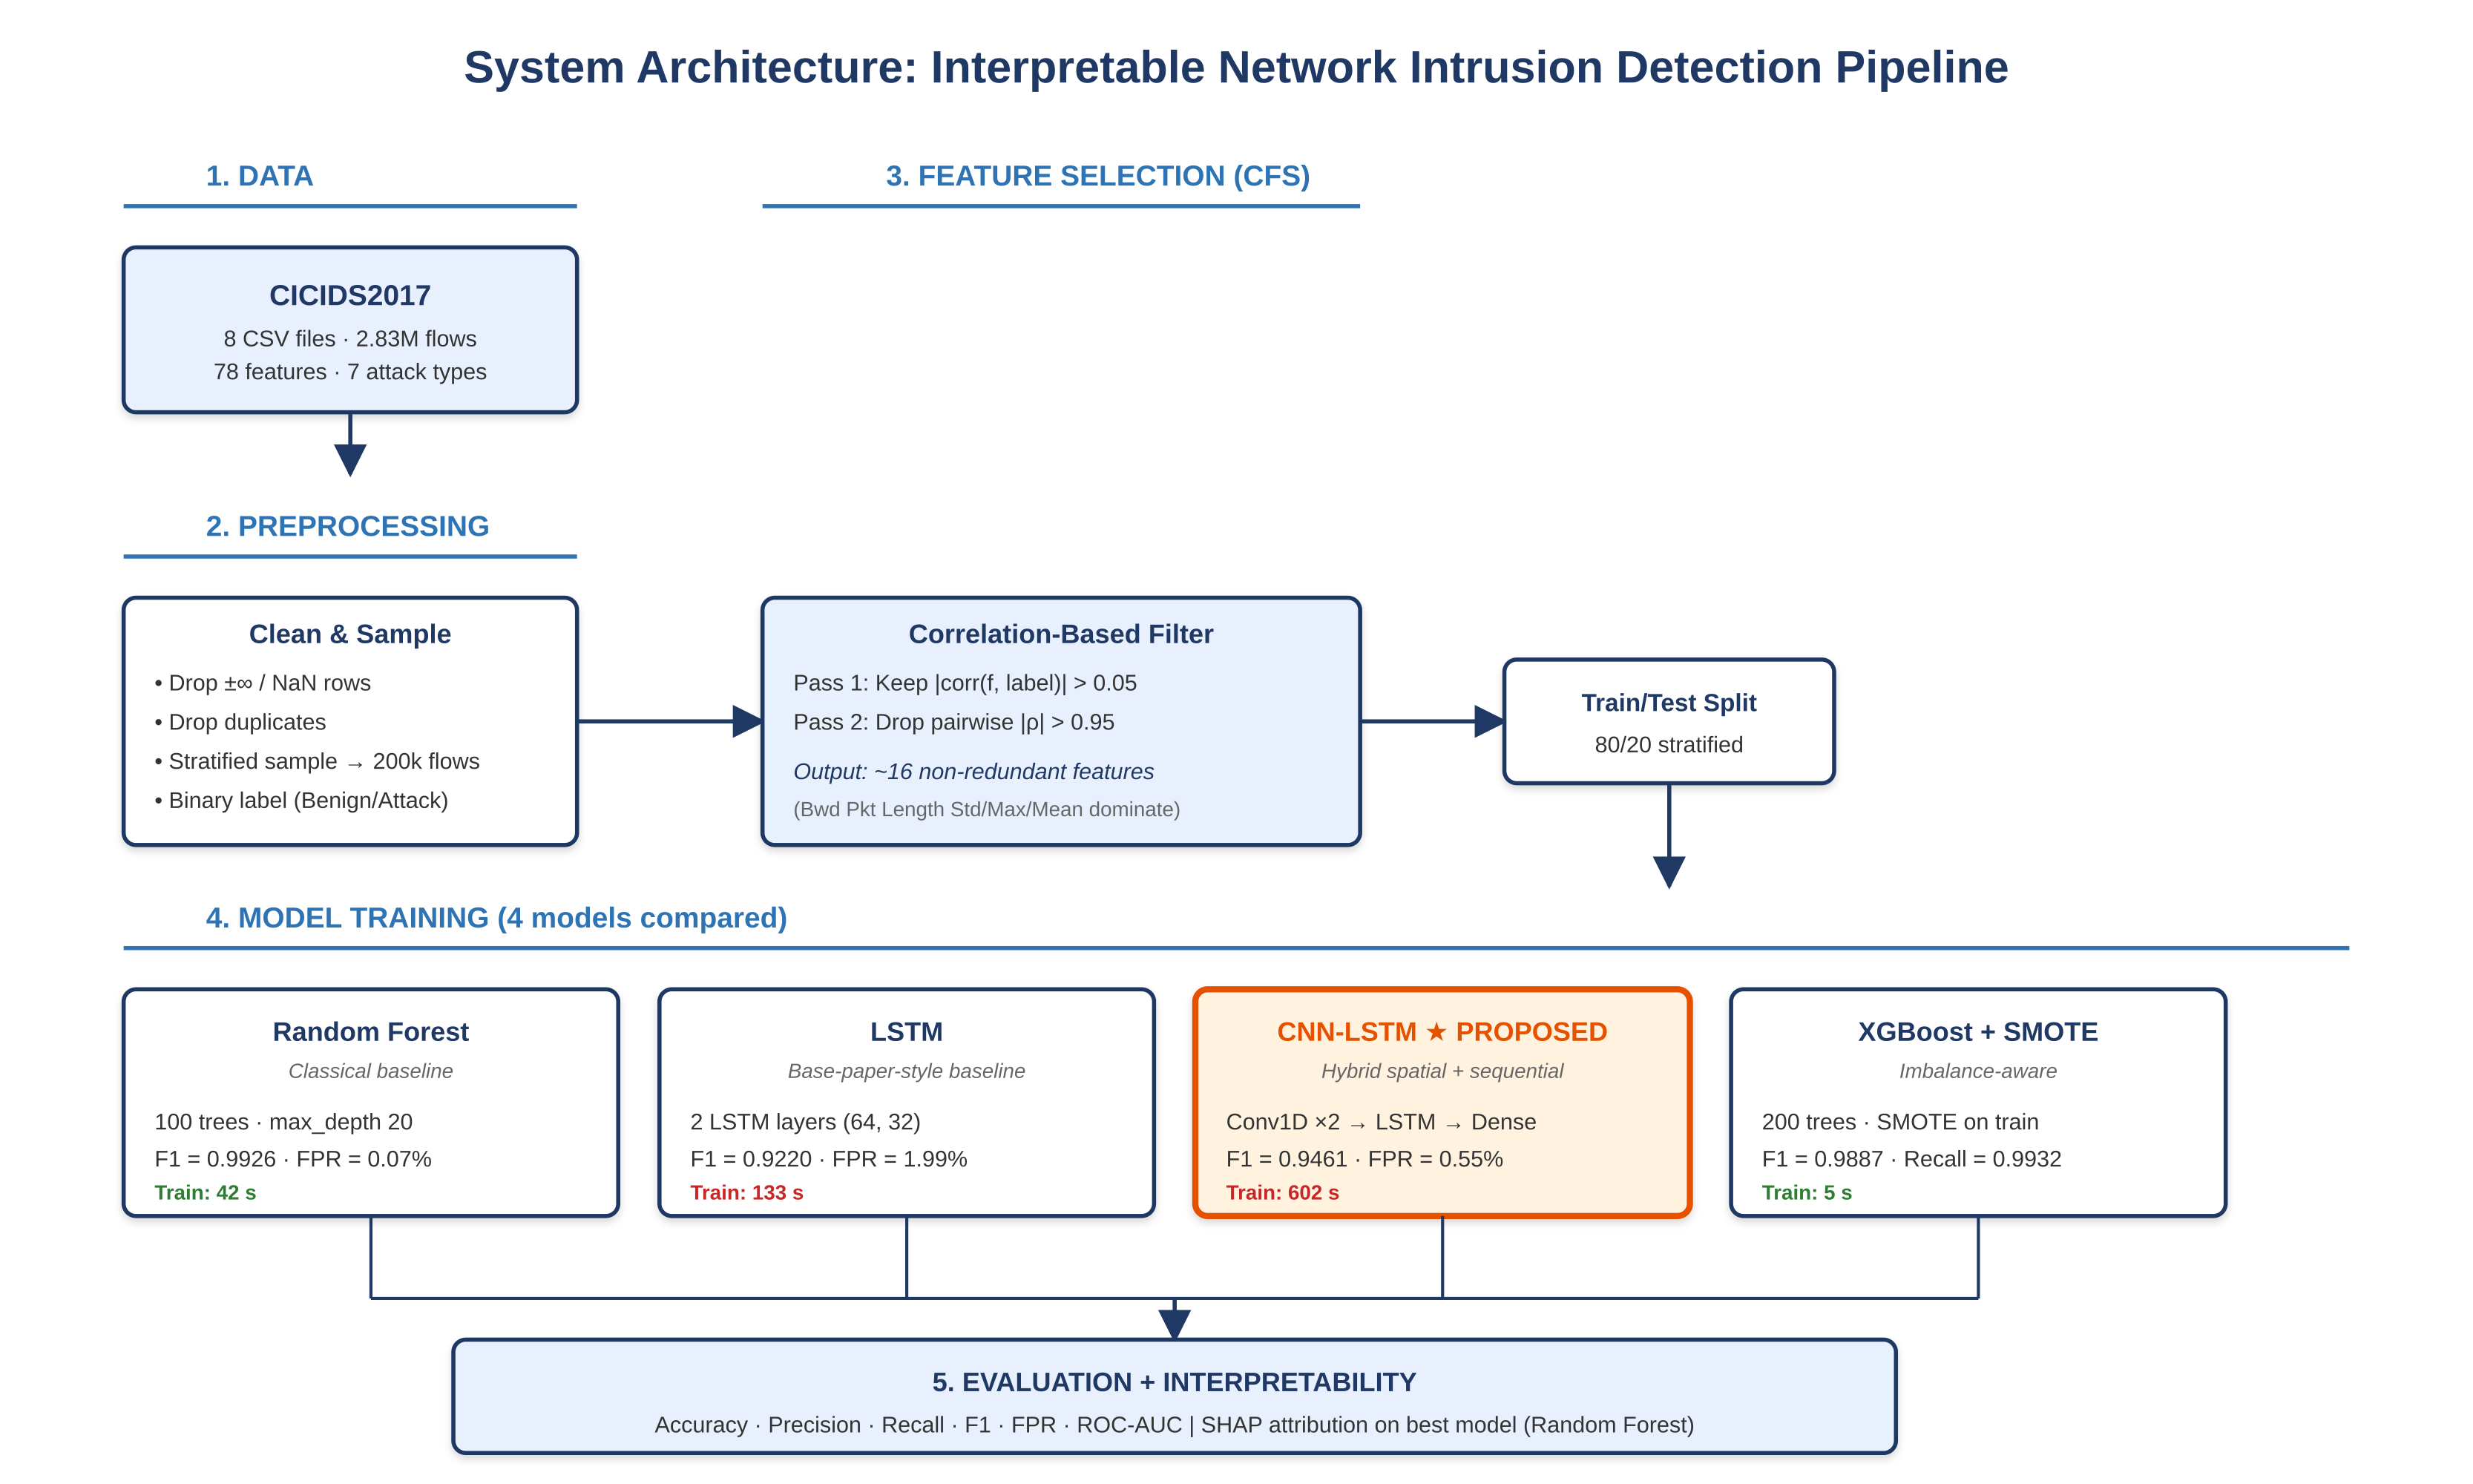 System Architecture: Interpretable Network Intrusion Detection Pipeline
1. DATA
3. FEATURE SELECTION (CFS)
CICIDS2017
8 CSV files · 2.83M flows
78 features · 7 attack types
2. PREPROCESSING
Clean & Sample
• Drop ±∞ / NaN rows
• Drop duplicates
• Stratified sample → 200k flows
• Binary label (Benign/Attack)
Correlation-Based Filter
Pass 1: Keep |corr(f, label)| > 0.05
Pass 2: Drop pairwise |ρ| > 0.95
Output: ~16 non-redundant features
(Bwd Pkt Length Std/Max/Mean dominate)
Train/Test Split
80/20 stratified
4. MODEL TRAINING (4 models compared)
Random Forest
Classical baseline
100 trees · max_depth 20
F1 = 0.9926 · FPR = 0.07%
Train: 42 s
LSTM
Base-paper-style baseline
2 LSTM layers (64, 32)
F1 = 0.9220 · FPR = 1.99%
Train: 133 s
CNN-LSTM ★ PROPOSED
Hybrid spatial + sequential
Conv1D ×2 → LSTM → Dense
F1 = 0.9461 · FPR = 0.55%
Train: 602 s
XGBoost + SMOTE
Imbalance-aware
200 trees · SMOTE on train
F1 = 0.9887 · Recall = 0.9932
Train: 5 s
5. EVALUATION + INTERPRETABILITY
Accuracy · Precision · Recall · F1 · FPR · ROC-AUC | SHAP attribution on best model (Random Forest)